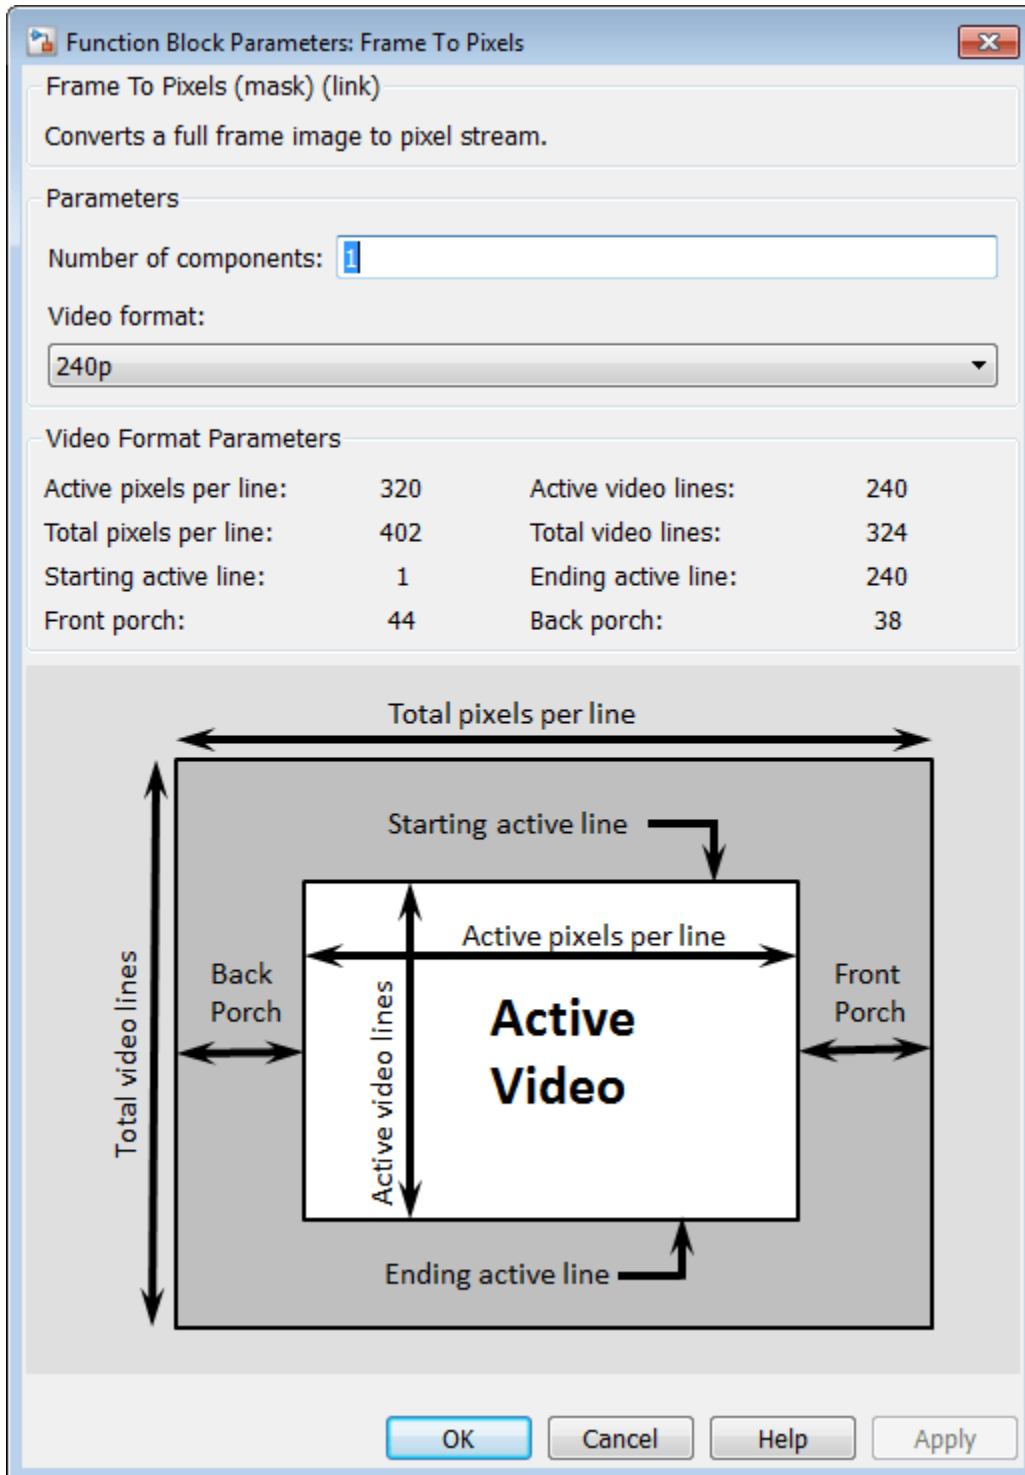 Function Block Parameters: Frame To Pixels
Frame To Pixels (mask) (link)
Converts a full frame image to pixel stream.
Parameters
Number of components: 1
Video format:
240p
Video Format Parameters
Active pixels per line: 320 Active video lines: 240
Total pixels per line: 402 Total video lines: 324
Starting active line: 1 Ending active line: 240
Front porch: 44 Back porch: 38
Total pixels per line
Starting active line
Total video lines
Back
Porch
Active video lines
Active pixels per line
Active
Video
Front
Porch
Ending active line
OK Cancel Help Apply